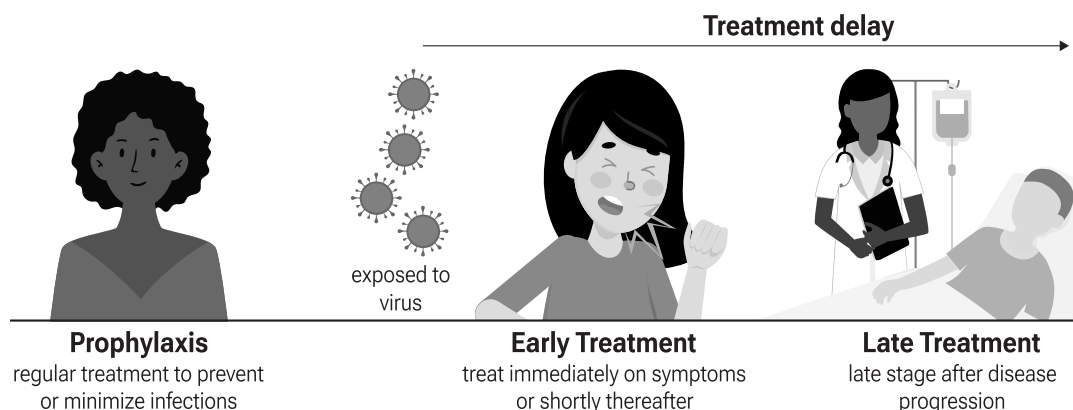 Treatment delay
exposed to
virus
Prophylaxis
regular treatment to prevent
or minimize infections
Early Treatment
treat immediately on symptoms
or shortly thereafter
Late Treatment
late stage after disease
progression